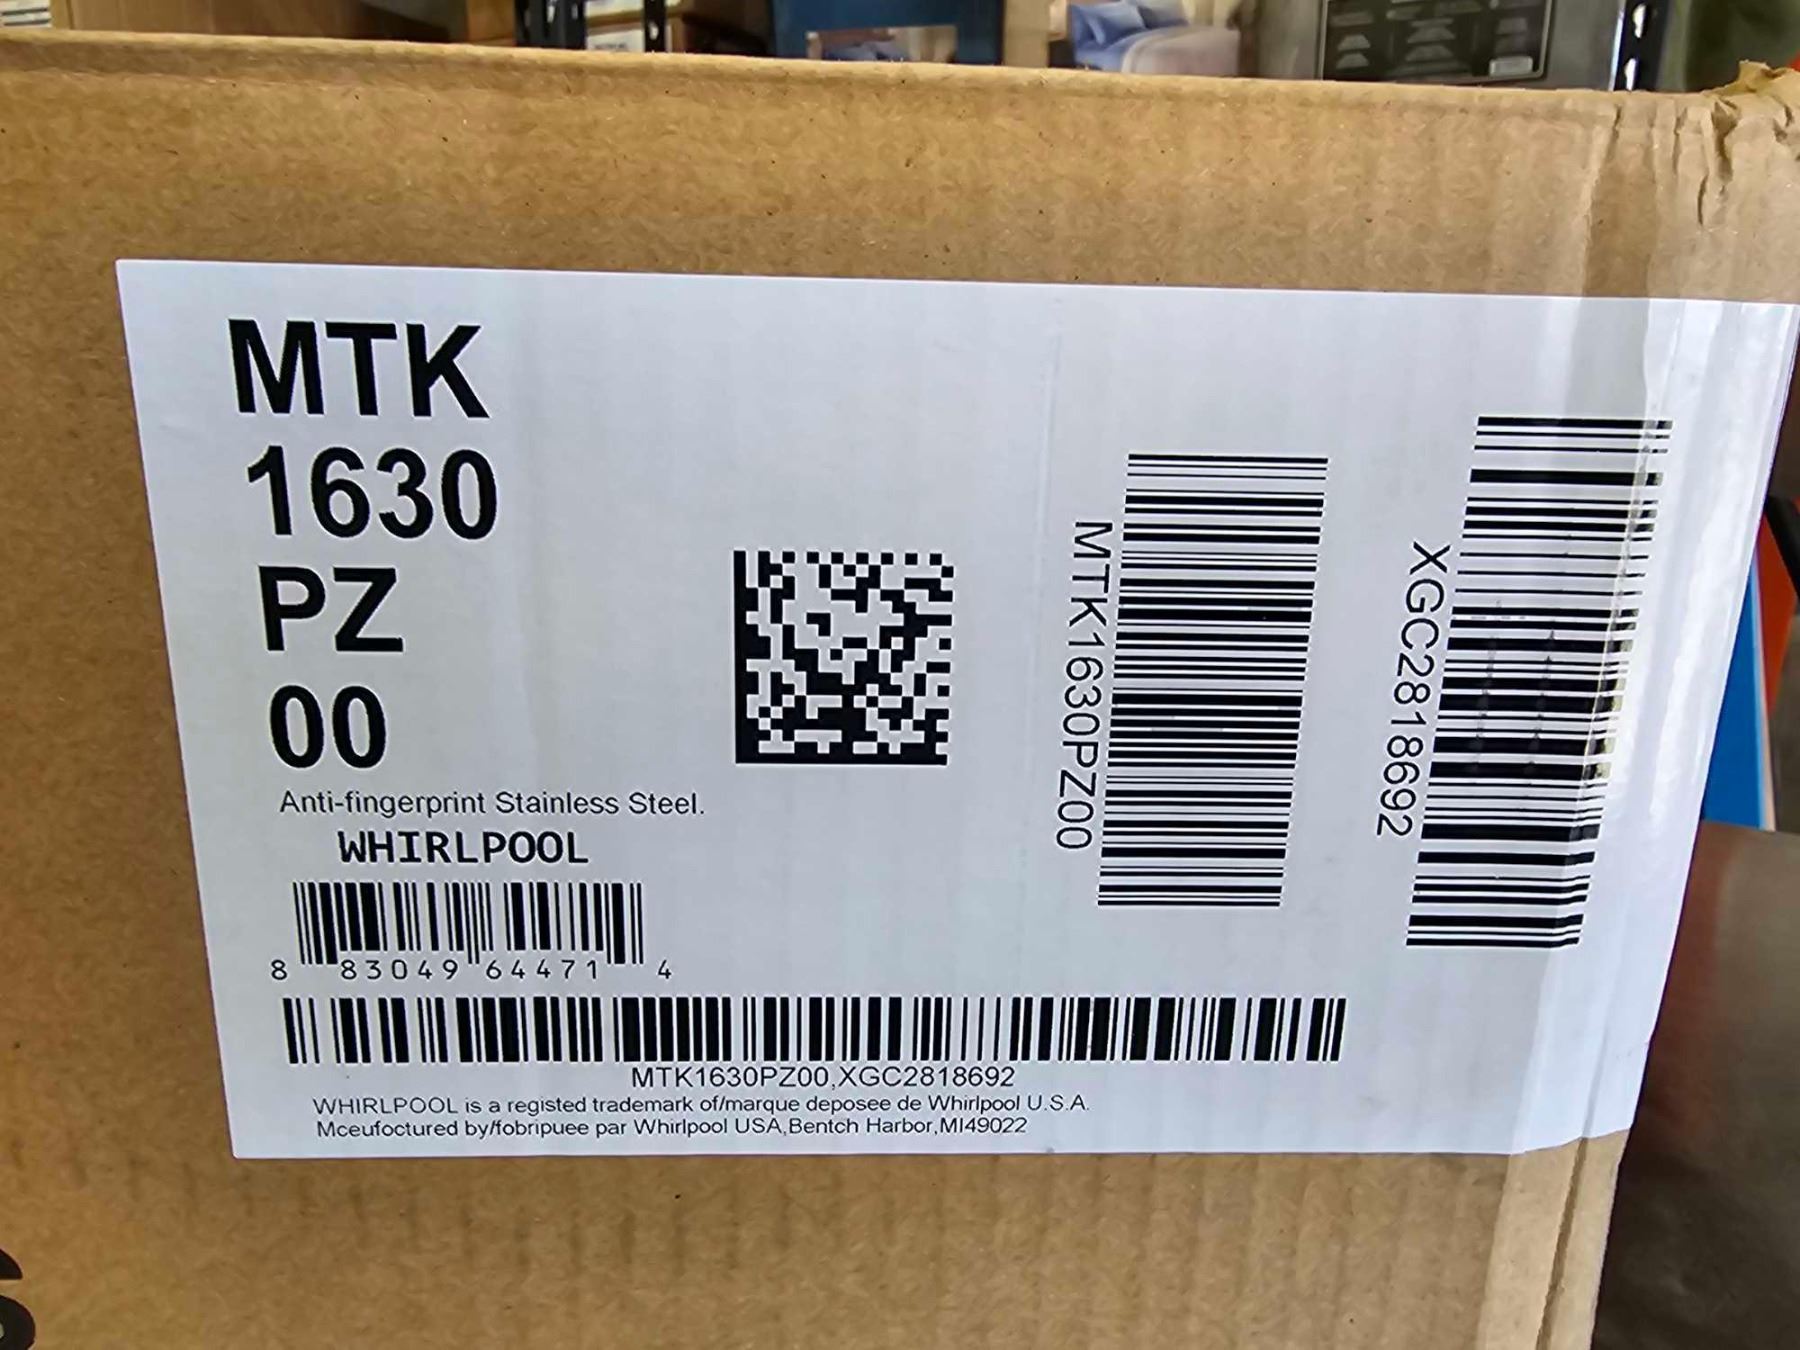 MTK
1630
PZ
00
Anti-fingerprint Stainless Steel.
WHIRLPOOL
8 83049 64471 4
MTK1630PZ00
XGC2818692
MTK1630PZ00,XGC2818692
WHIRLPOOL is a registed trademark of/marque deposee de Whirlpool U.S.A.
Mceufoctured by/fobripuee par Whirlpool USA,Bentch Harbor,MI49022